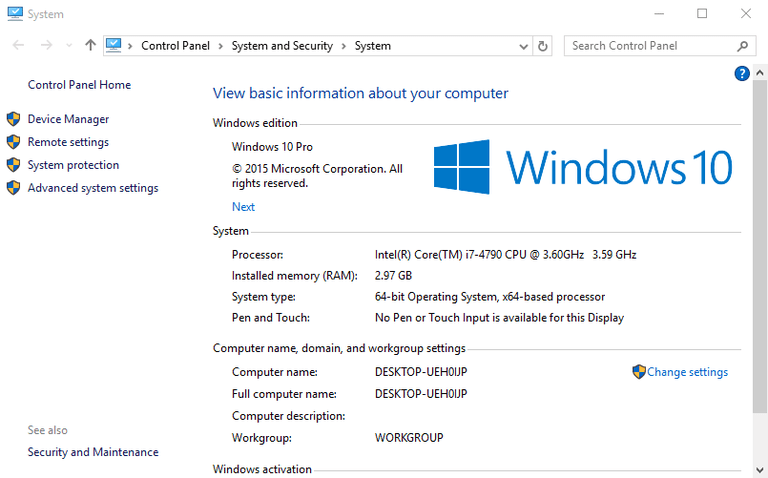 System
Control Panel > System and Security > System
Search Control Panel
?
Control Panel Home
Device Manager
Remote settings
System protection
Advanced system settings
View basic information about your computer
Windows edition
Windows 10 Pro
© 2015 Microsoft Corporation. All
rights reserved.
Next
Windows 10
System
Processor: Intel(R) Core(TM) i7-4790 CPU @ 3.60GHz 3.59 GHz
Installed memory (RAM): 2.97 GB
System type: 64-bit Operating System, x64-based processor
Pen and Touch: No Pen or Touch Input is available for this Display
Computer name, domain, and workgroup settings
Computer name: DESKTOP-UEH0IJP
Change settings
Full computer name: DESKTOP-UEH0IJP
Computer description:
Workgroup: WORKGROUP
Windows activation
See also
Security and Maintenance